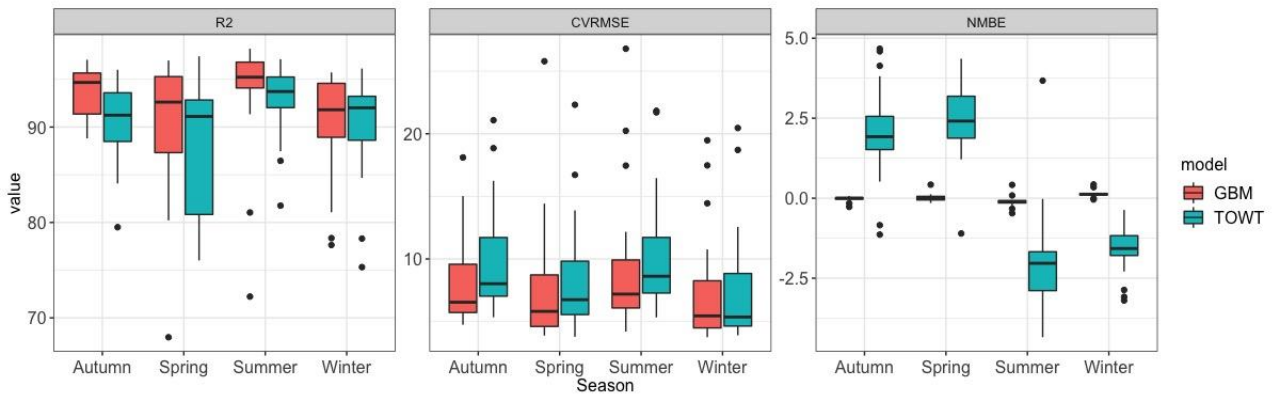 R2
CVRMSE
NMBE
value
90
80
70
20
10
5.0
2.5
0.0
-2.5
Autumn Spring Summer Winter
Autumn Spring Summer Winter
Autumn Spring Summer Winter
Season
model
GBM
TOWT